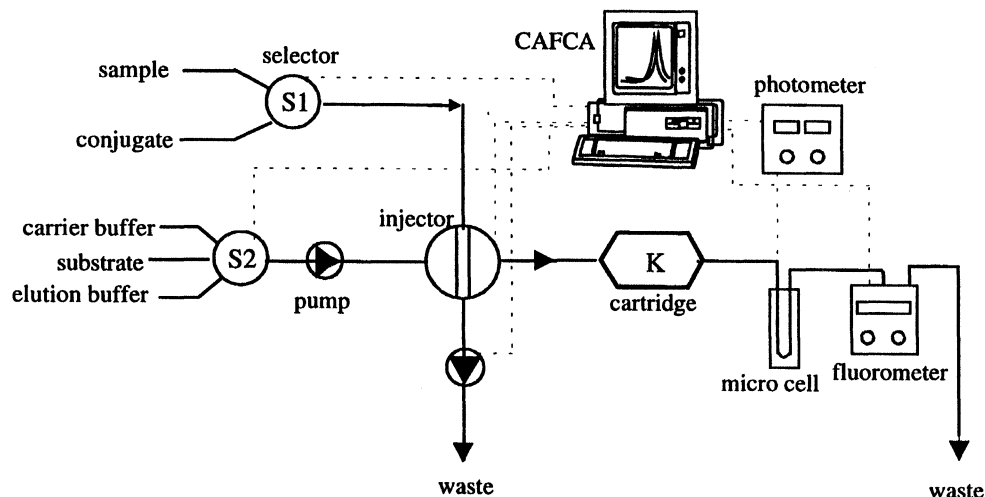 CAFCA
selector
sample
S1
conjugate
photometer
carrier buffer
substrate
elution buffer
S2
pump
injector
K
cartridge
micro cell
fluorometer
waste
waste